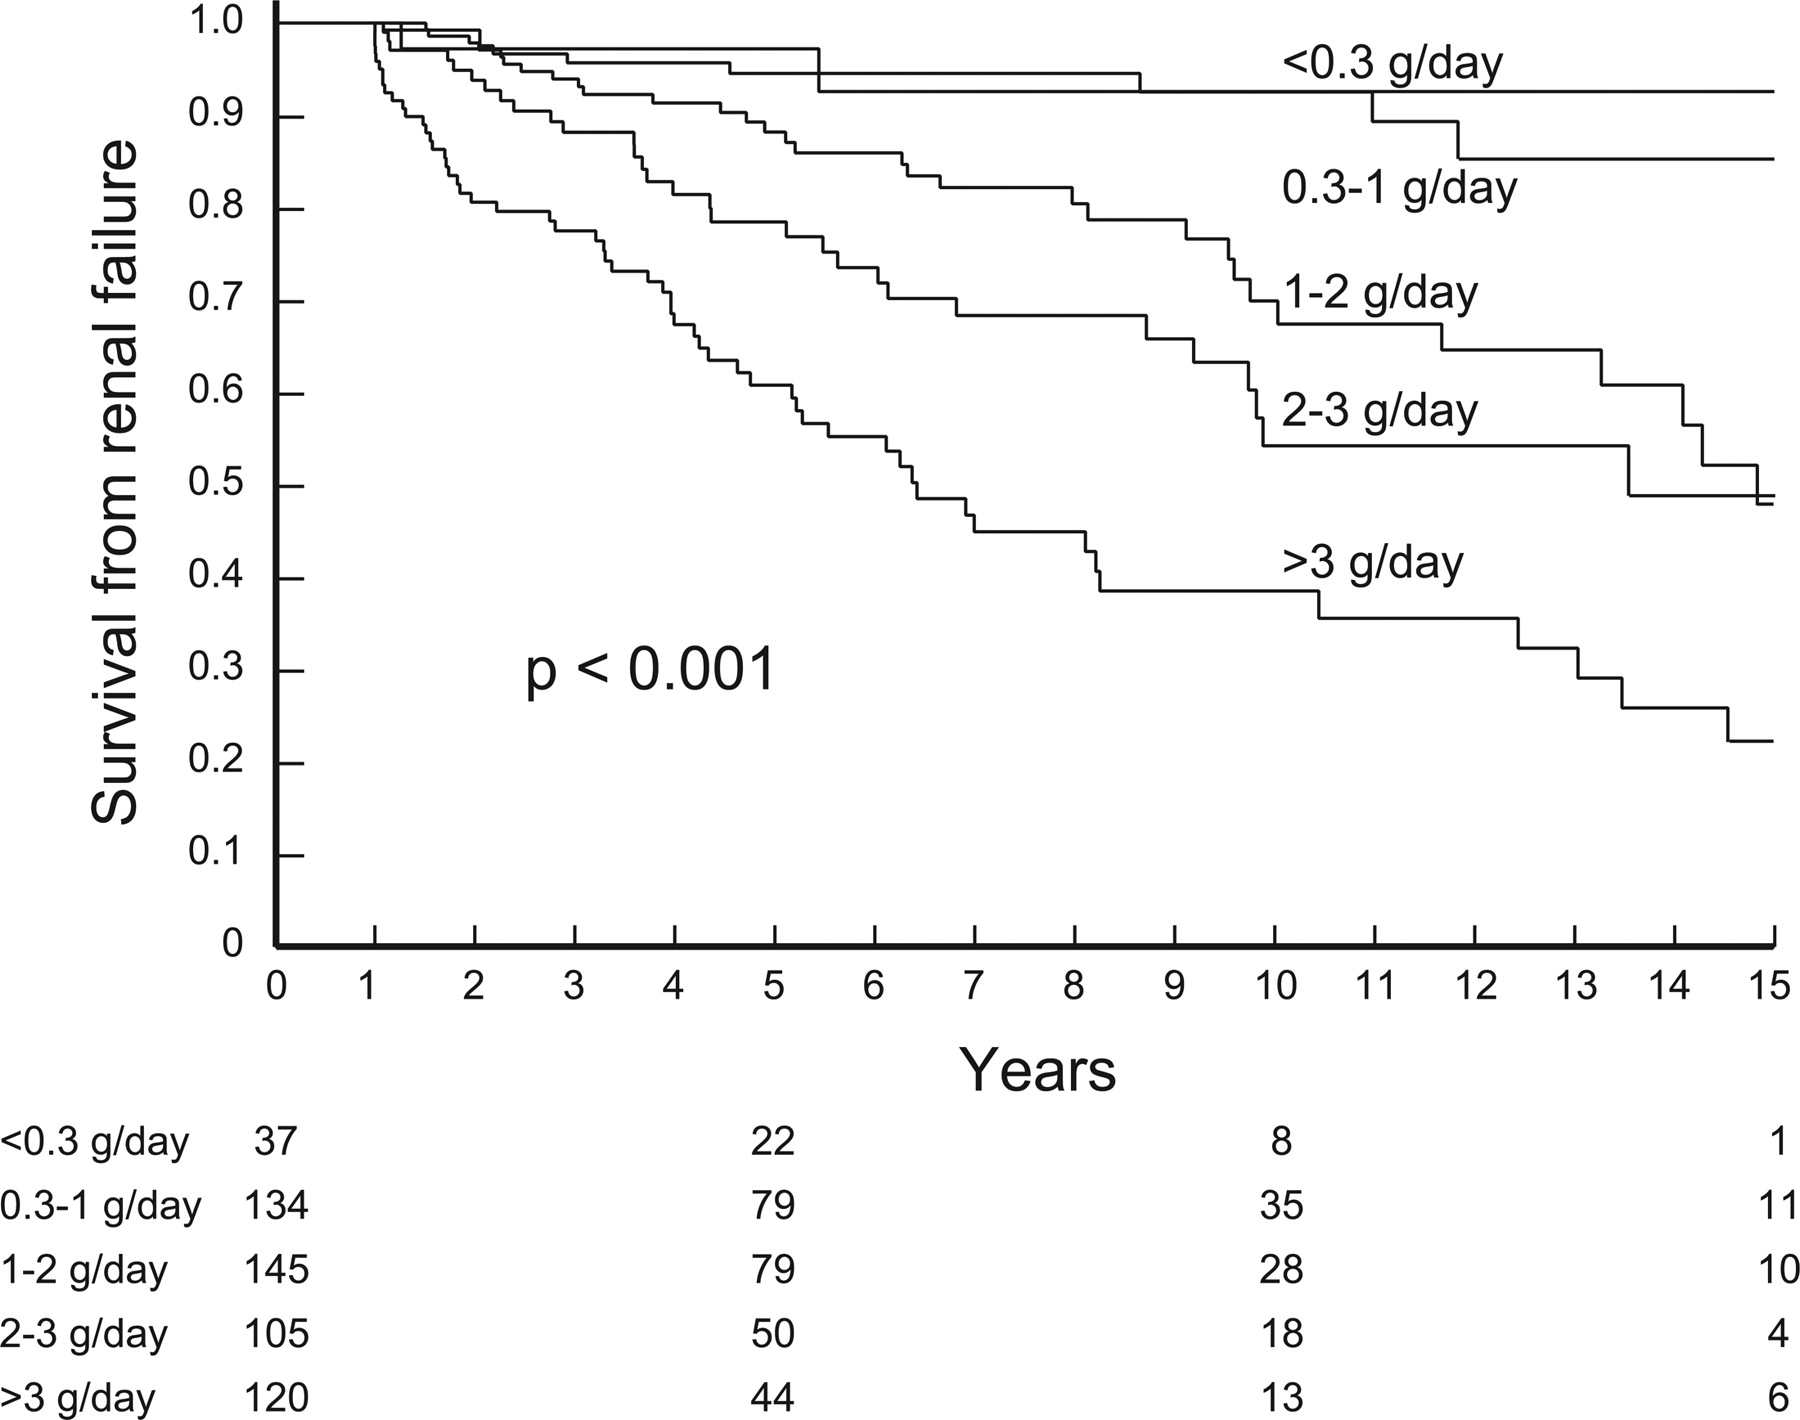 1.0
0.9
0.8
0.7
0.6
0.5
0.4
0.3
0.2
0.1
0
Survival from renal failure
<0.3 g/day
0.3-1 g/day
1-2 g/day
2-3 g/day
>3 g/day
p < 0.001
0 1 2 3 4 5 6 7 8 9 10 11 12 13 14 15
Years
<0.3 g/day 37 22 8 1
0.3-1 g/day 134 79 35 11
1-2 g/day 145 79 28 10
2-3 g/day 105 50 18 4
>3 g/day 120 44 13 6